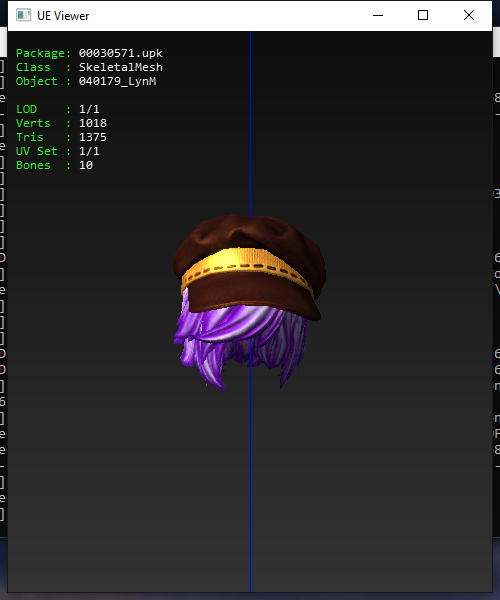 UE Viewer
Package: 00030571.upk
Class  : SkeletalMesh
Object : 040179_LynM
LOD    : 1/1
Verts  : 1018
Tris   : 1375
UV Set : 1/1
Bones  : 10